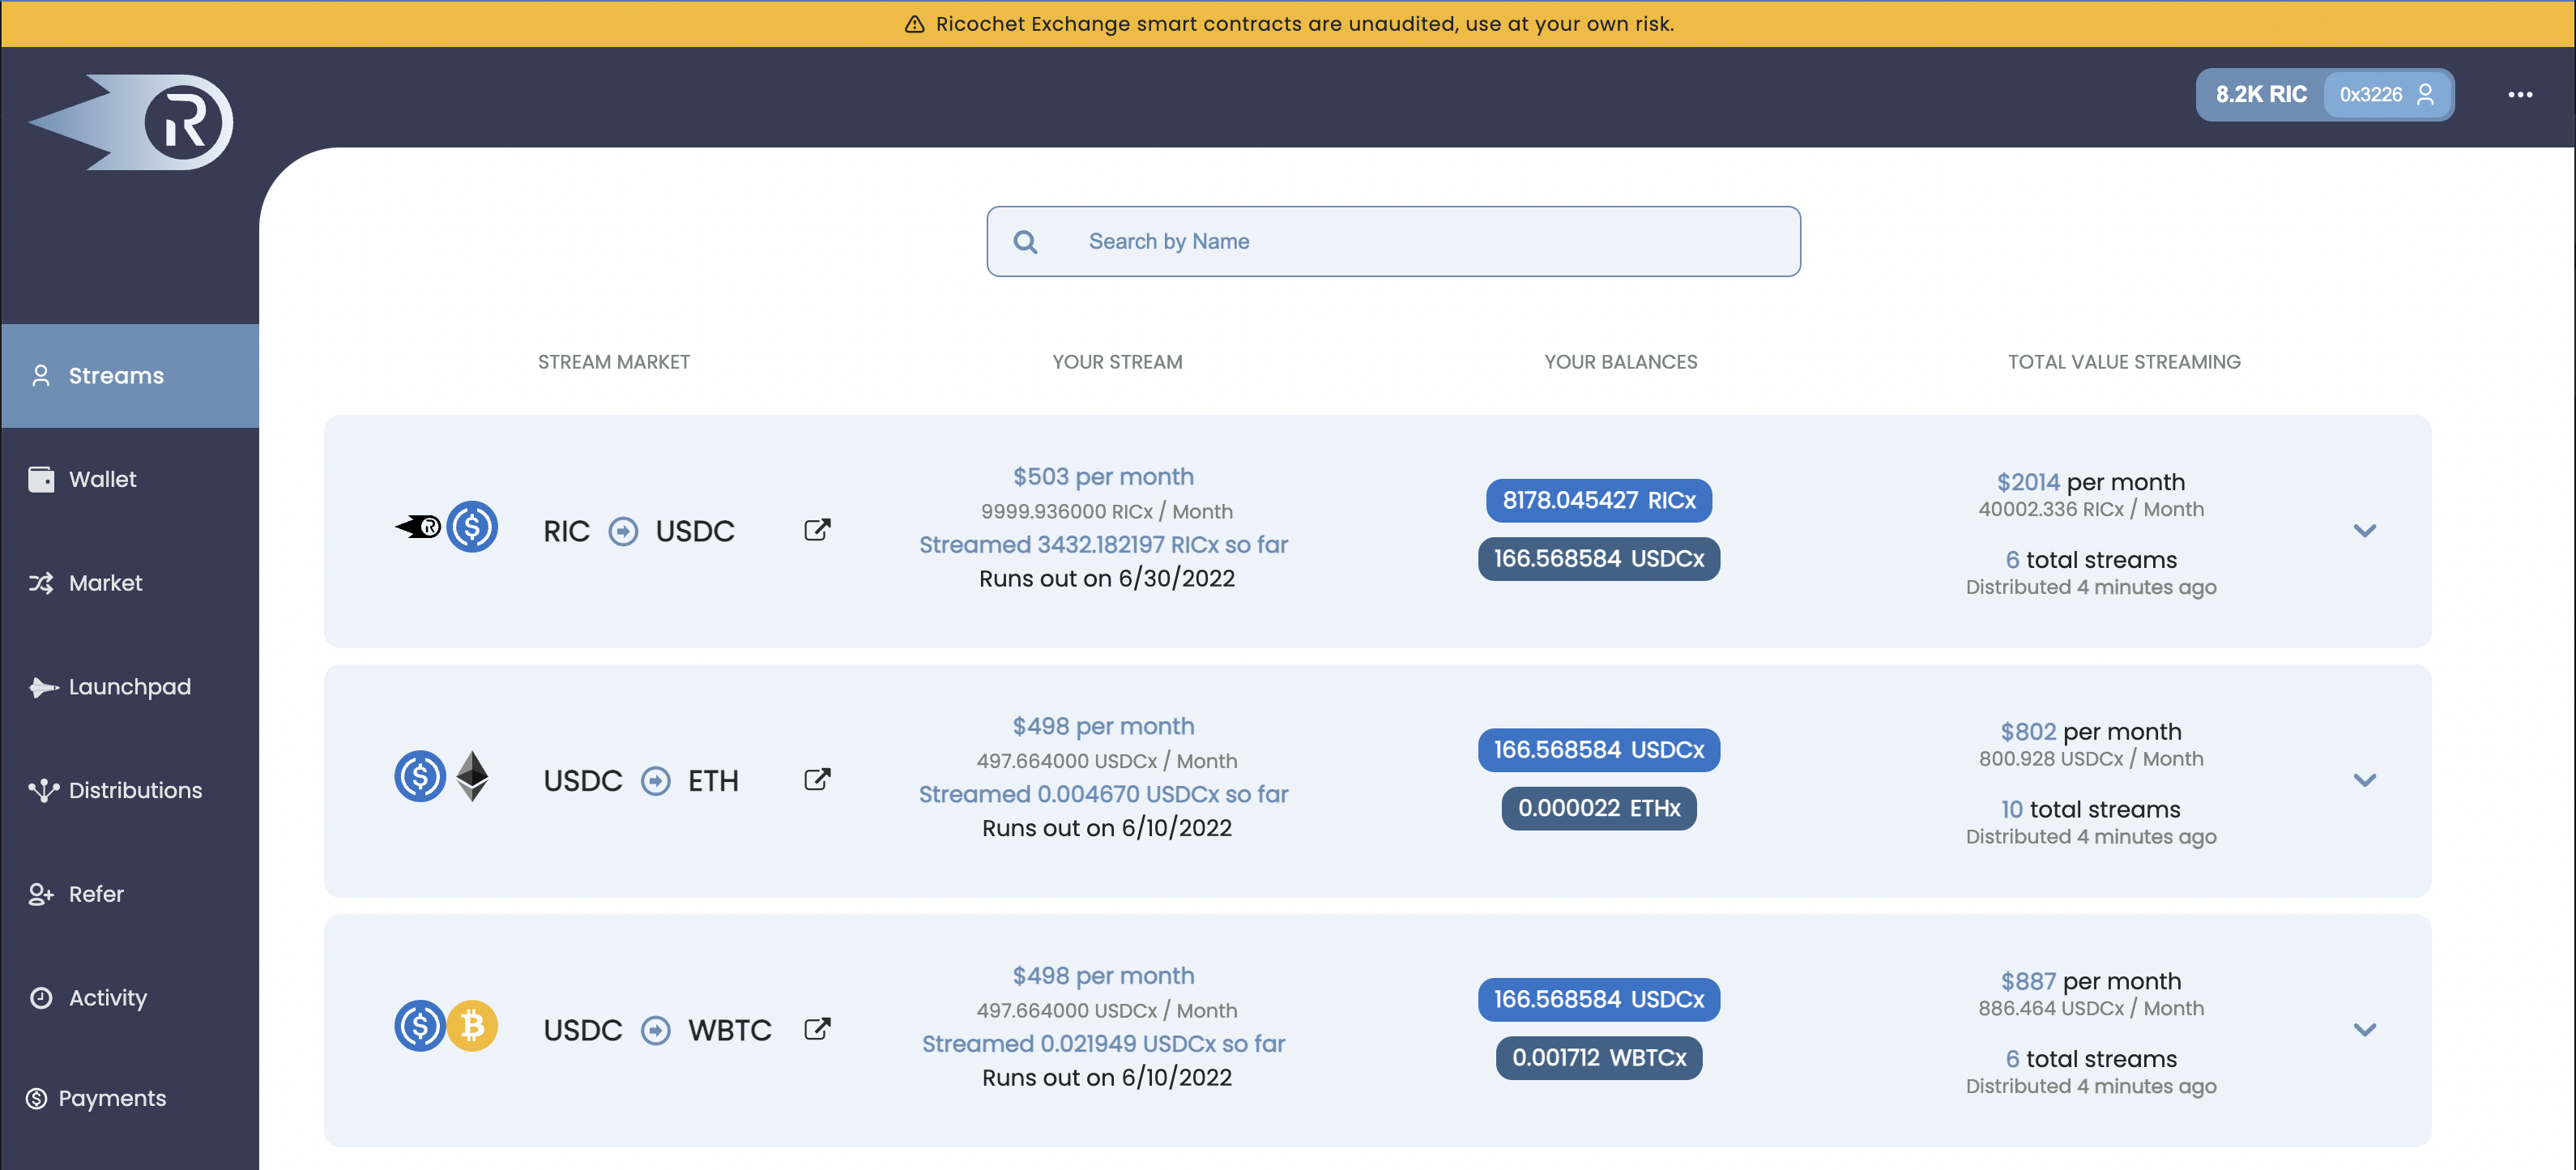 Ricochet Exchange smart contracts are unaudited, use at your own risk.
R
8.2K RIC 0x3226
Search by Name
Streams
Wallet
Market
Launchpad
Distributions
Refer
Activity
Payments
STREAM MARKET YOUR STREAM YOUR BALANCES TOTAL VALUE STREAMING
RIC USDC
$503 per month
9999.936000 RICx / Month
Streamed 3432.182197 RICx so far
Runs out on 6/30/2022
8178.045427 RICx
166.568584 USDCx
$2014 per month
40002.336 RICx / Month
6 total streams
Distributed 4 minutes ago
USDC ETH
$498 per month
497.664000 USDCx / Month
Streamed 0.004670 USDCx so far
Runs out on 6/10/2022
166.568584 USDCx
0.000022 ETHx
$802 per month
800.928 USDCx / Month
10 total streams
Distributed 4 minutes ago
USDC WBTC
$498 per month
497.664000 USDCx / Month
Streamed 0.021949 USDCx so far
Runs out on 6/10/2022
166.568584 USDCx
0.001712 WBTCx
$887 per month
886.464 USDCx / Month
6 total streams
Distributed 4 minutes ago